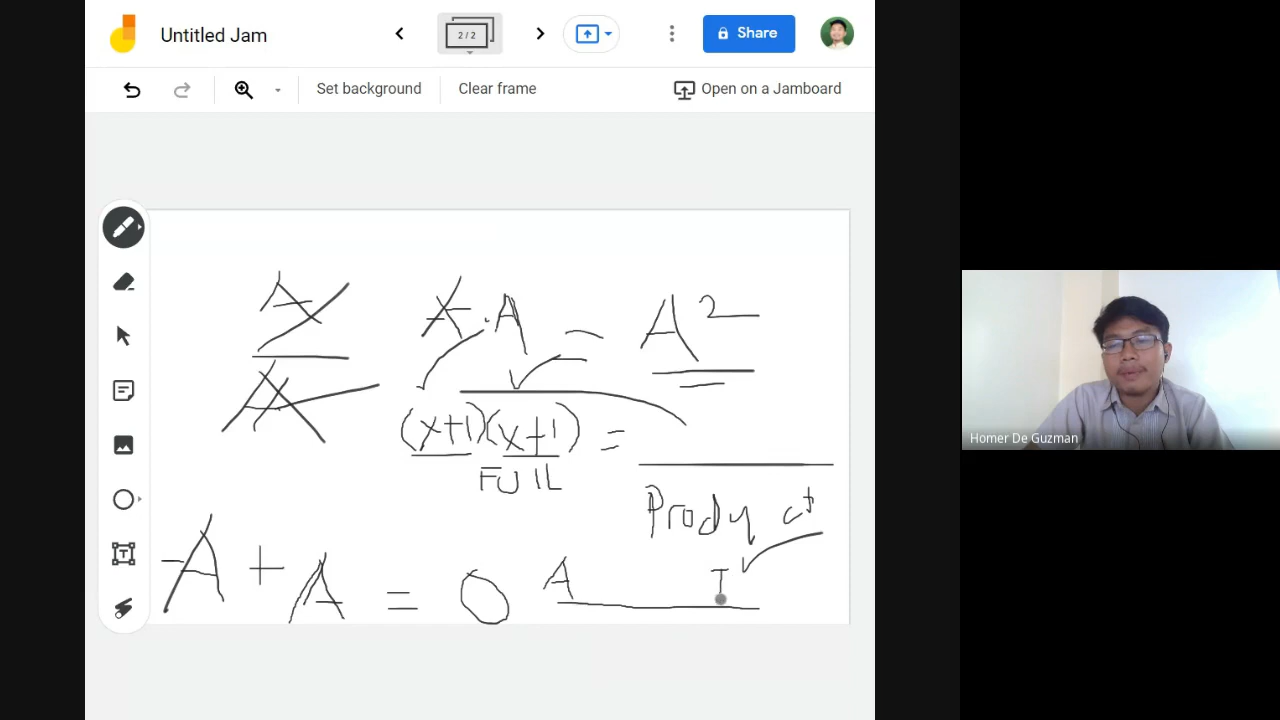 Untitled Jam
2 / 2
Share
Set background
Clear frame
Open on a Jamboard
A
A
A · A = A²
(x+1)(x+1) =
FOIL
Product
-A + A = 0
A I
Homer De Guzman